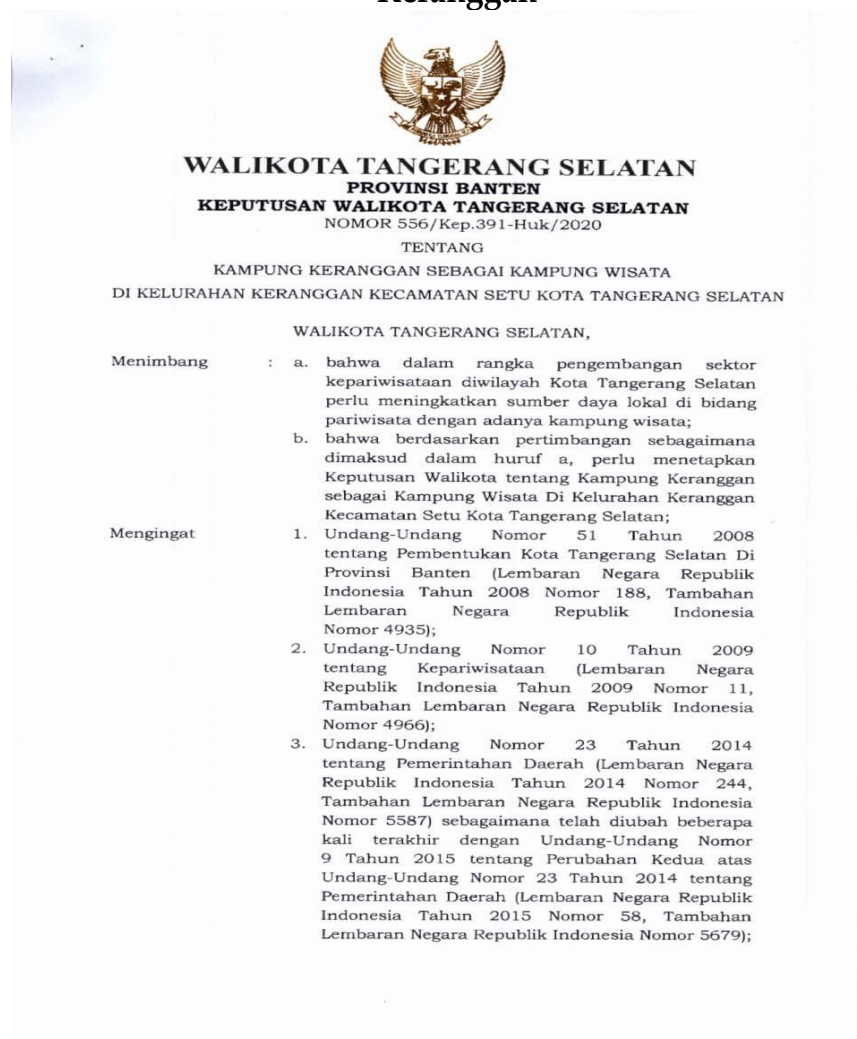 Keranggan
WALIKOTA TANGERANG SELATAN
PROVINSI BANTEN
KEPUTUSAN WALIKOTA TANGERANG SELATAN
NOMOR 556/Kep.391-Huk/2020
TENTANG
KAMPUNG KERANGGAN SEBAGAI KAMPUNG WISATA
DI KELURAHAN KERANGGAN KECAMATAN SETU KOTA TANGERANG SELATAN
WALIKOTA TANGERANG SELATAN,
Menimbang : a. bahwa dalam rangka pengembangan sektor
kepariwisataan diwilayah Kota Tangerang Selatan
perlu meningkatkan sumber daya lokal di bidang
pariwisata dengan adanya kampung wisata;
b. bahwa berdasarkan pertimbangan sebagaimana
dimaksud dalam huruf a, perlu menetapkan
Keputusan Walikota tentang Kampung Keranggan
sebagai Kampung Wisata Di Kelurahan Keranggan
Kecamatan Setu Kota Tangerang Selatan;
Mengingat 1. Undang-Undang Nomor 51 Tahun 2008
tentang Pembentukan Kota Tangerang Selatan Di
Provinsi Banten (Lembaran Negara Republik
Indonesia Tahun 2008 Nomor 188, Tambahan
Lembaran Negara Republik Indonesia
Nomor 4935);
2. Undang-Undang Nomor 10 Tahun 2009
tentang Kepariwisataan (Lembaran Negara
Republik Indonesia Tahun 2009 Nomor 11,
Tambahan Lembaran Negara Republik Indonesia
Nomor 4966);
3. Undang-Undang Nomor 23 Tahun 2014
tentang Pemerintahan Daerah (Lembaran Negara
Republik Indonesia Tahun 2014 Nomor 244,
Tambahan Lembaran Negara Republik Indonesia
Nomor 5587) sebagaimana telah diubah beberapa
kali terakhir dengan Undang-Undang Nomor
9 Tahun 2015 tentang Perubahan Kedua atas
Undang-Undang Nomor 23 Tahun 2014 tentang
Pemerintahan Daerah (Lembaran Negara Republik
Indonesia Tahun 2015 Nomor 58, Tambahan
Lembaran Negara Republik Indonesia Nomor 5679);